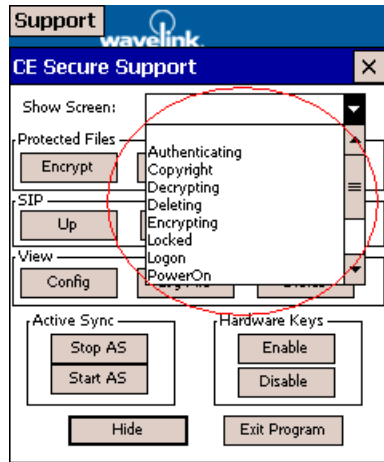 Support
wavelink
CE Secure Support
Show Screen:
Authenticating
Copyright
Decrypting
Deleting
Encrypting
Locked
Logon
PowerOn
Protected Files
Encrypt
SIP
Up
View
Config
Active Sync
Stop AS
Start AS
Hardware Keys
Enable
Disable
Hide
Exit Program